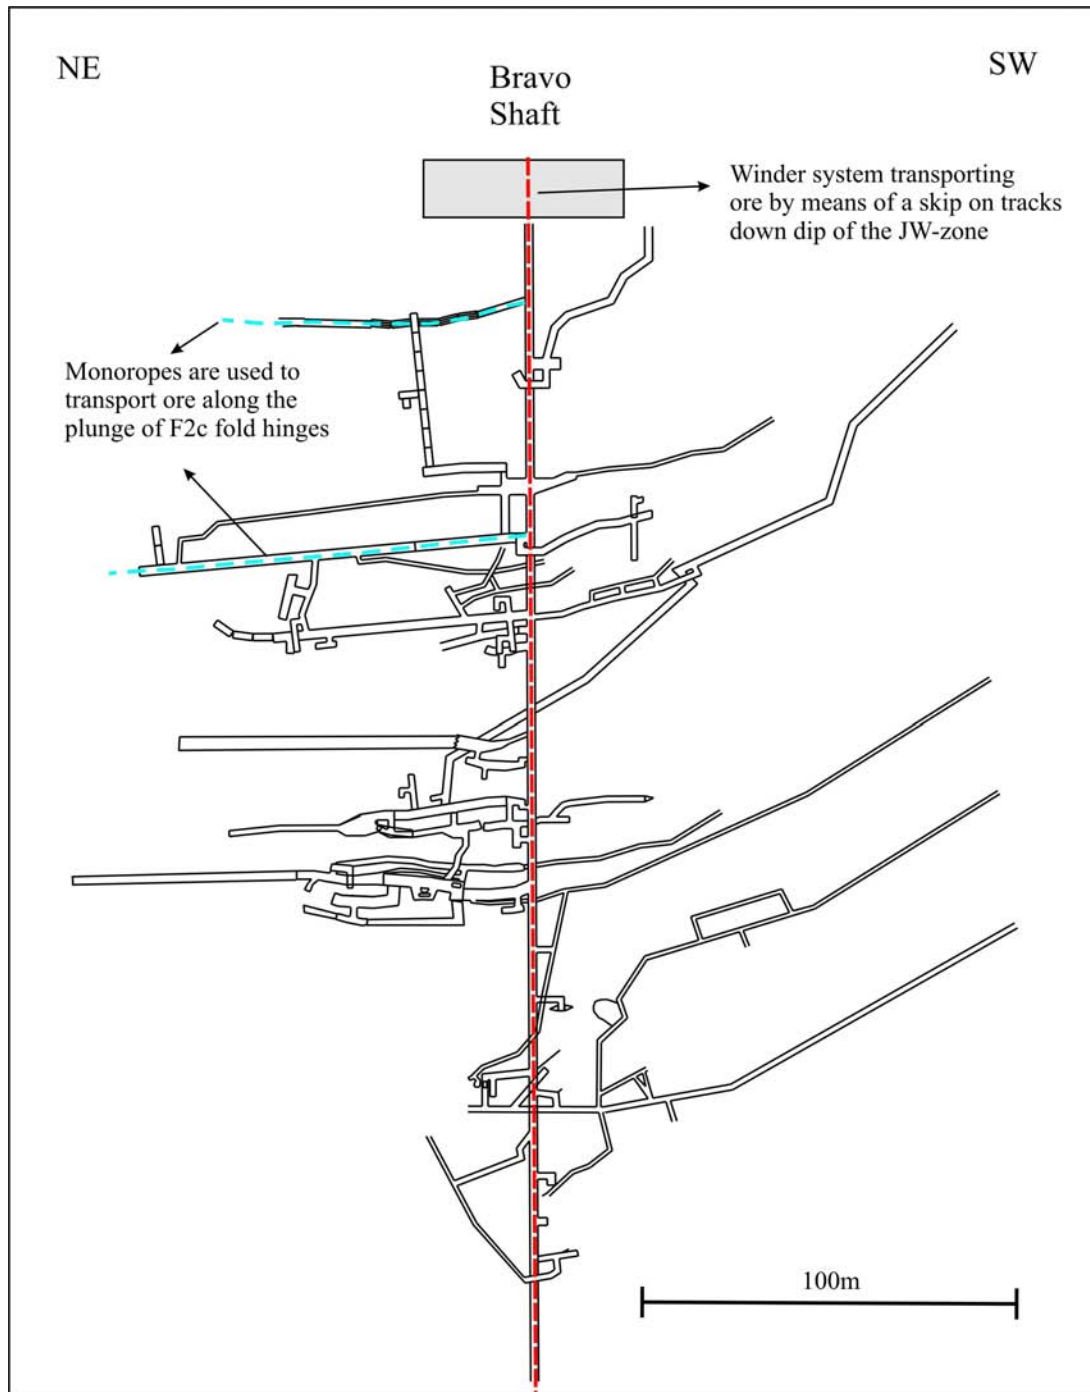 NE
Bravo
Shaft
SW
Winder system transporting
ore by means of a skip on tracks
down dip of the JW-zone
Monoropes are used to
transport ore along the
plunge of F2c fold hinges
100m